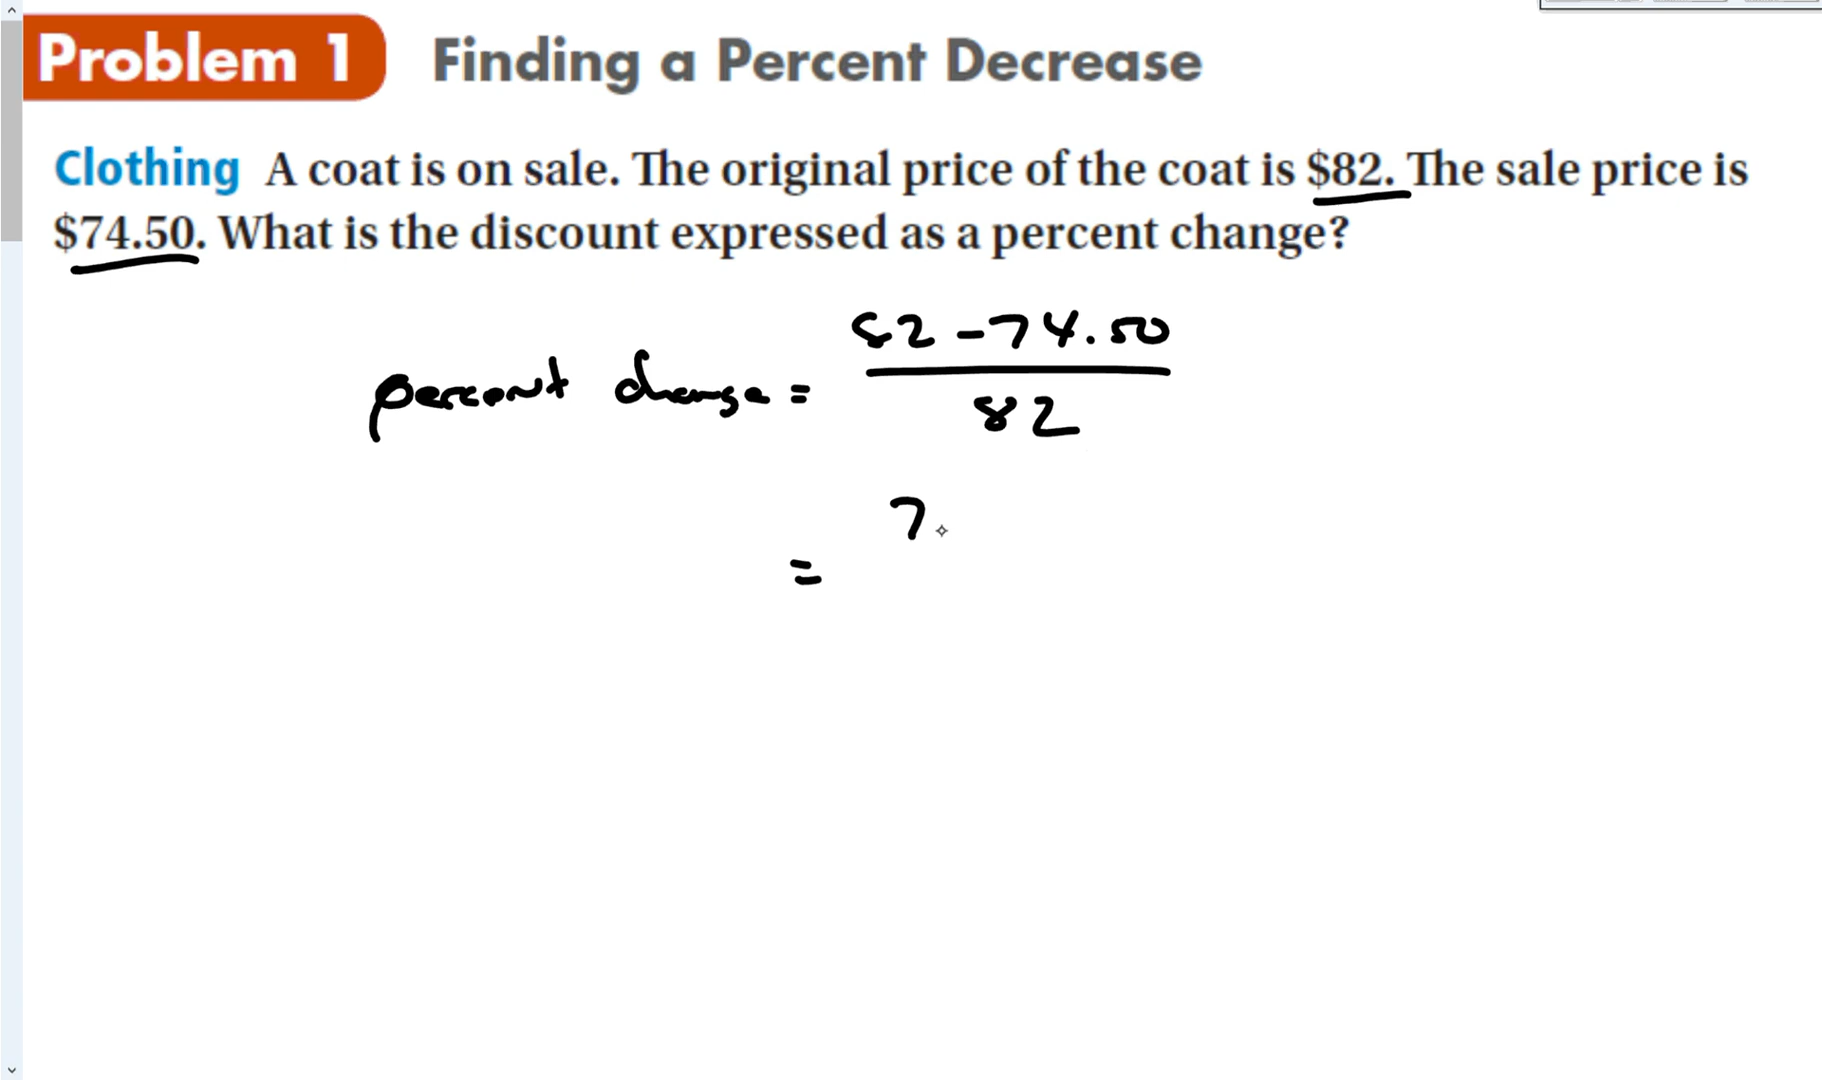 Problem 1 Finding a Percent Decrease
Clothing A coat is on sale. The original price of the coat is $82. The sale price is
$74.50. What is the discount expressed as a percent change?
82 - 74.50
percent change =
82
7.
=